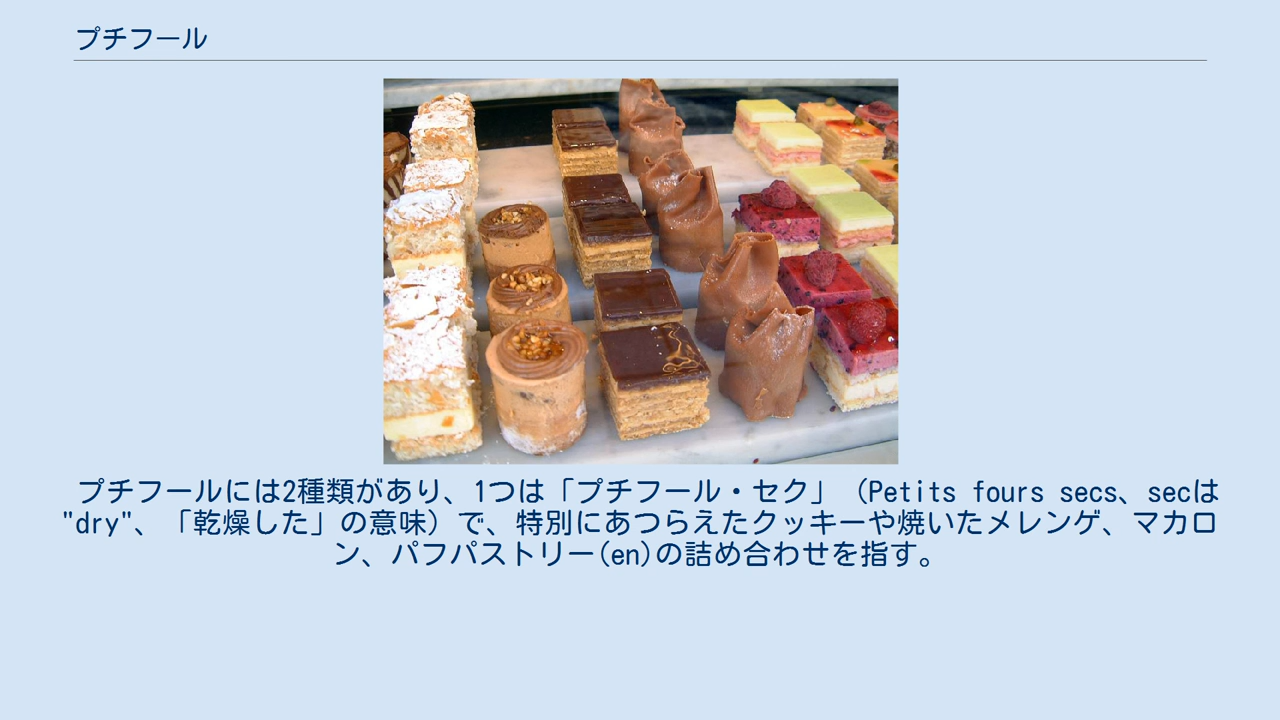 プチフール
プチフールには2種類があり、1つは「プチフール・セク」（Petits fours secs、secは
"dry"、「乾燥した」の意味）で、特別にあつらえたクッキーや焼いたメレンゲ、マカロ
ン、パフパストリー(en)の詰め合わせを指す。